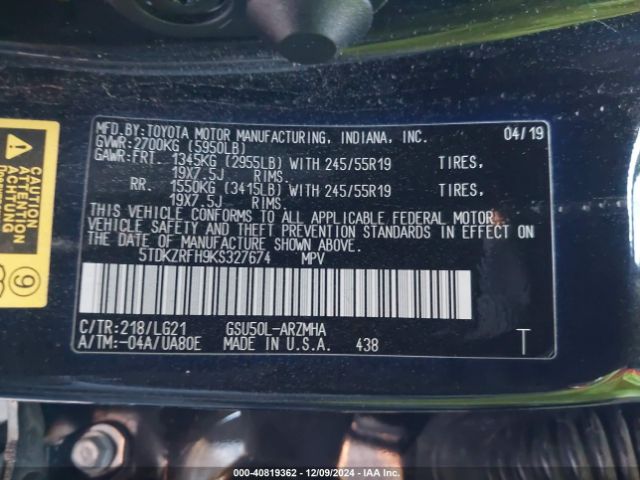 MFD.BY:TOYOTA MOTOR MANUFACTURING, INDIANA, INC. 04/19
GVWR:2700KG (5950LB)
GAWR:FRT. 1345KG (2955LB) WITH 245/55R19 TIRES,
19X7.5J RIMS,
RR. 1550KG (3415LB) WITH 245/55R19 TIRES,
19X7.5J RIMS.
THIS VEHICLE CONFORMS TO ALL APPLICABLE FEDERAL MOTOR
VEHICLE SAFETY AND THEFT PREVENTION STANDARDS IN EFFECT ON
THE DATE OF MANUFACTURE SHOWN ABOVE.
5TDKZRFH9KS327674 MPV
C/TR:218/LG21 GSU50L-ARZMHA
A/TM:-04A/UA80E MADE IN U.S.A. 438 T
CAUTION
ACHTUNG
9
000-40819362 - 12/09/2024 - IAA Inc.